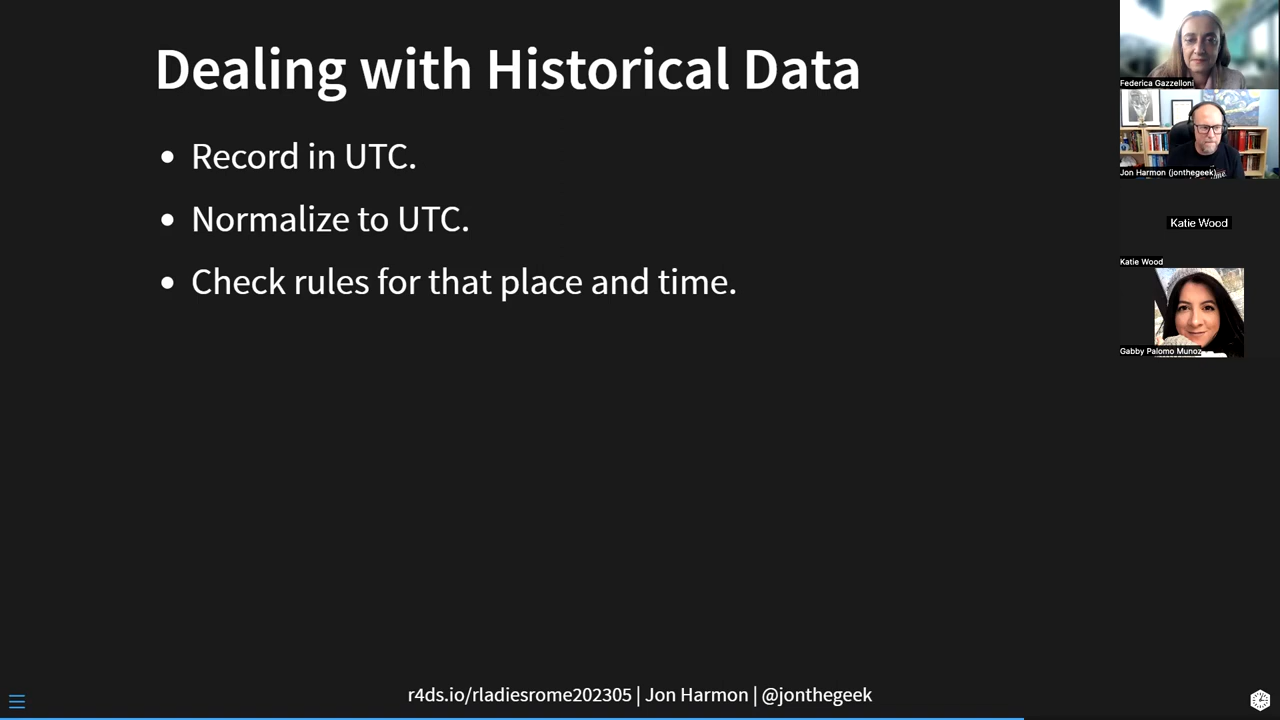 Dealing with Historical Data
• Record in UTC.
• Normalize to UTC.
• Check rules for that place and time.
r4ds.io/rladiesrome202305 | Jon Harmon | @jonthegeek
Federica Gazzelloni
Jon Harmon (jonthegeek)
Katie Wood
Katie Wood
Gabby Palomo Munoz